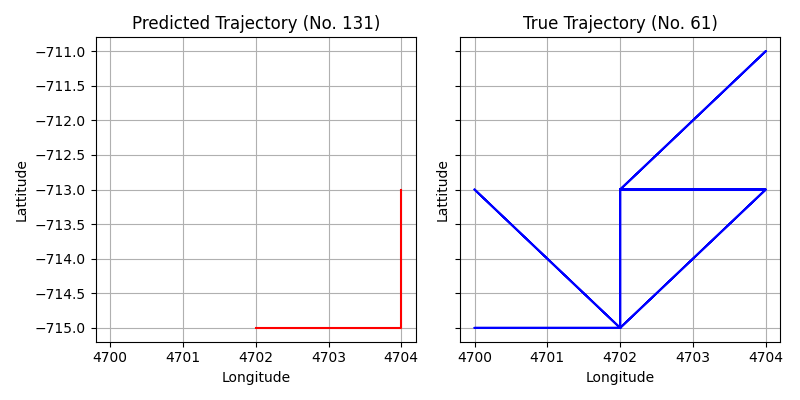 Predicted Trajectory (No. 131)
True Trajectory (No. 61)
−711.0
−711.5
−712.0
−712.5
−713.0
−713.5
−714.0
−714.5
−715.0
Lattitude
Lattitude
4700 4701 4702 4703 4704
4700 4701 4702 4703 4704
Longitude
Longitude